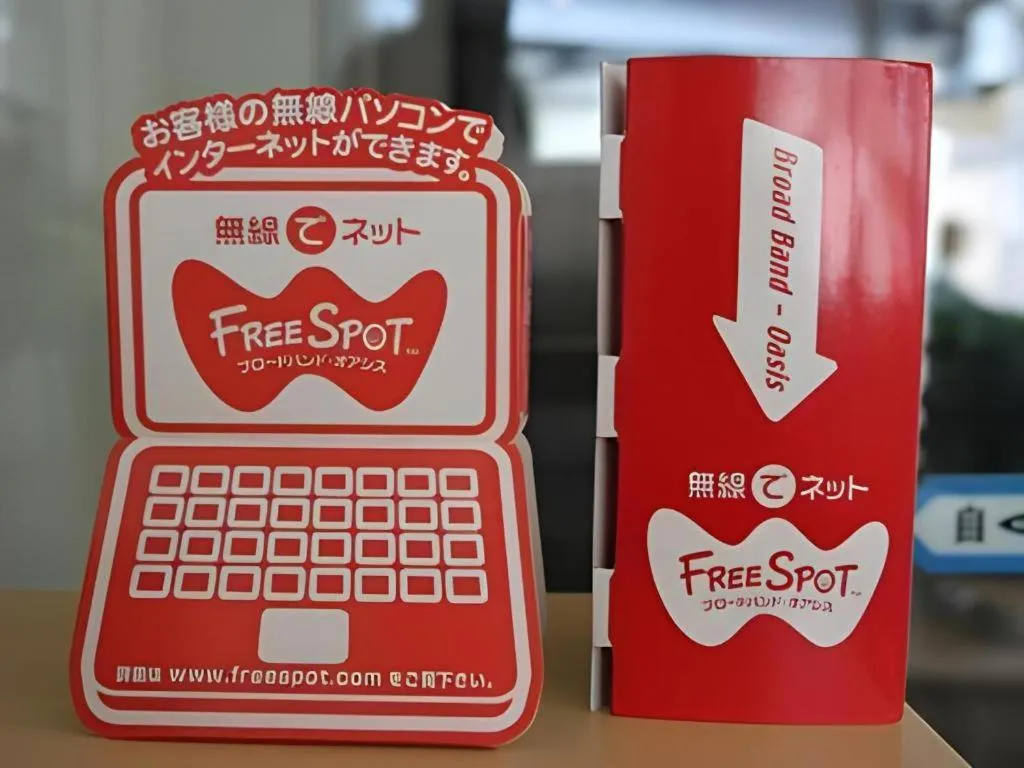 お客様の無線パソコンで
インターネットができます。
無線でネット
FREESPOT
www.freespot.com
Broad Band - Oasis
無線でネット
FREESPOT
自